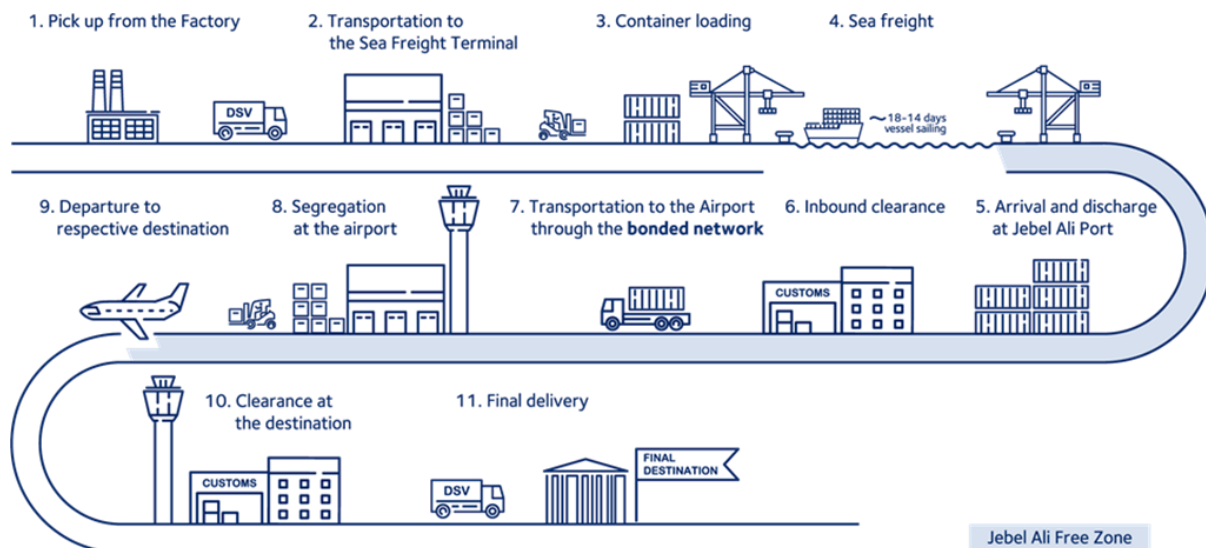 1. Pick up from the Factory
2. Transportation to
the Sea Freight Terminal
3. Container loading
4. Sea freight
DSV
~18-14 days
vessel sailing
9. Departure to
respective destination
8. Segregation
at the airport
7. Transportation to the Airport
through the bonded network
6. Inbound clearance
5. Arrival and discharge
at Jebel Ali Port
CUSTOMS
10. Clearance at
the destination
11. Final delivery
CUSTOMS
DSV
FINAL
DESTINATION
Jebel Ali Free Zone